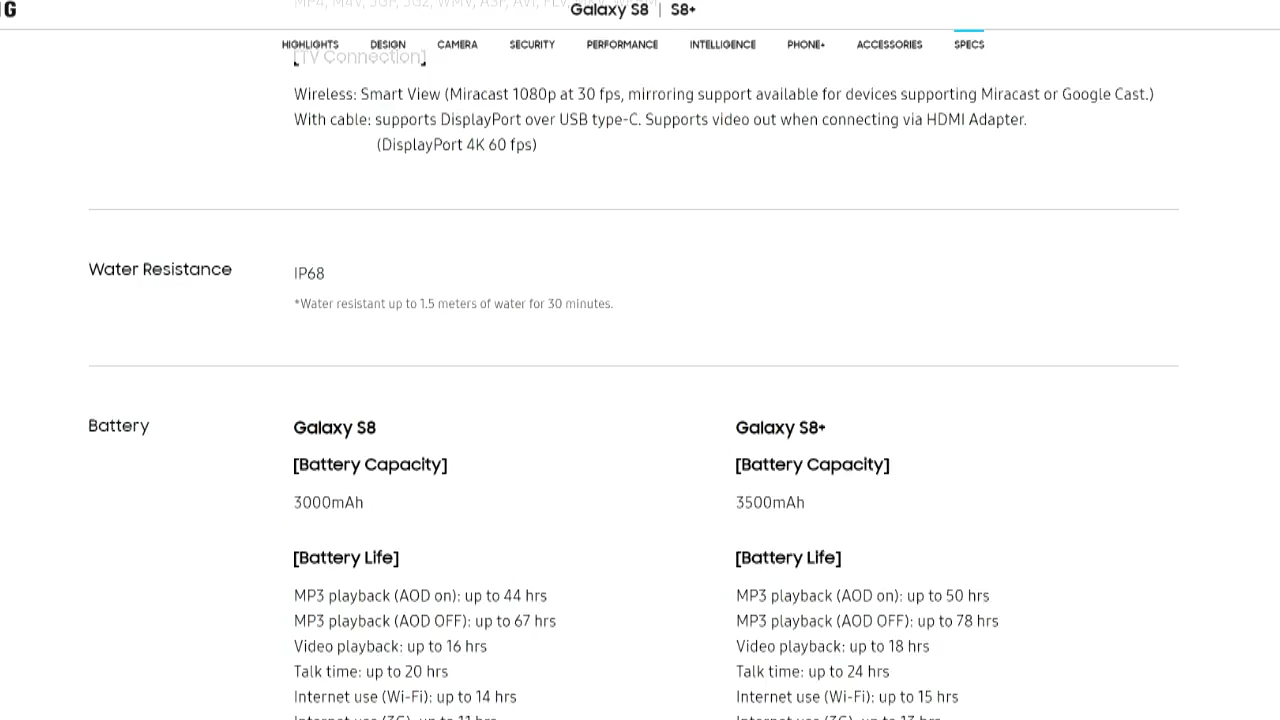 G
Galaxy S8 | S8+
HIGHLIGHTS DESIGN CAMERA SECURITY PERFORMANCE INTELLIGENCE PHONE+ ACCESSORIES SPECS
[TV Connection]
Wireless: Smart View (Miracast 1080p at 30 fps, mirroring support available for devices supporting Miracast or Google Cast.)
With cable: supports DisplayPort over USB type-C. Supports video out when connecting via HDMI Adapter.
(DisplayPort 4K 60 fps)
Water Resistance
IP68
*Water resistant up to 1.5 meters of water for 30 minutes.
Battery
Galaxy S8 Galaxy S8+
[Battery Capacity] [Battery Capacity]
3000mAh 3500mAh
[Battery Life] [Battery Life]
MP3 playback (AOD on): up to 44 hrs MP3 playback (AOD on): up to 50 hrs
MP3 playback (AOD OFF): up to 67 hrs MP3 playback (AOD OFF): up to 78 hrs
Video playback: up to 16 hrs Video playback: up to 18 hrs
Talk time: up to 20 hrs Talk time: up to 24 hrs
Internet use (Wi-Fi): up to 14 hrs Internet use (Wi-Fi): up to 15 hrs